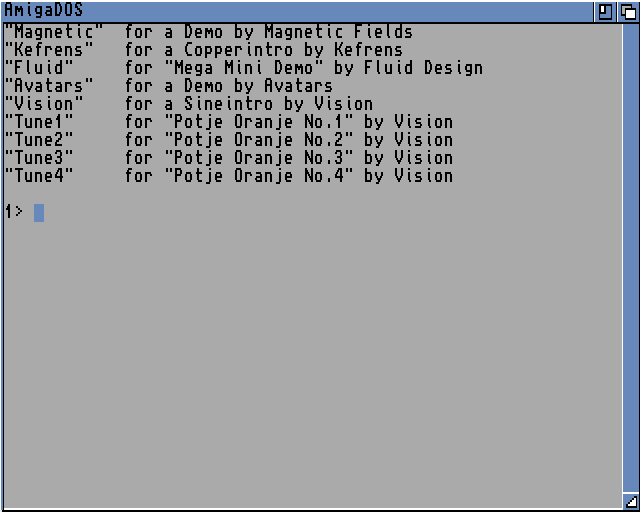 AmigaDOS
"Magnetic"  for a Demo by Magnetic Fields
"Kefrens"   for a Copperintro by Kefrens
"Fluid"     for "Mega Mini Demo" by Fluid Design
"Avatars"   for a Demo by Avatars
"Vision"    for a Sineintro by Vision
"Tune1"     for "Potje Oranje No.1" by Vision
"Tune2"     for "Potje Oranje No.2" by Vision
"Tune3"     for "Potje Oranje No.3" by Vision
"Tune4"     for "Potje Oranje No.4" by Vision
1>